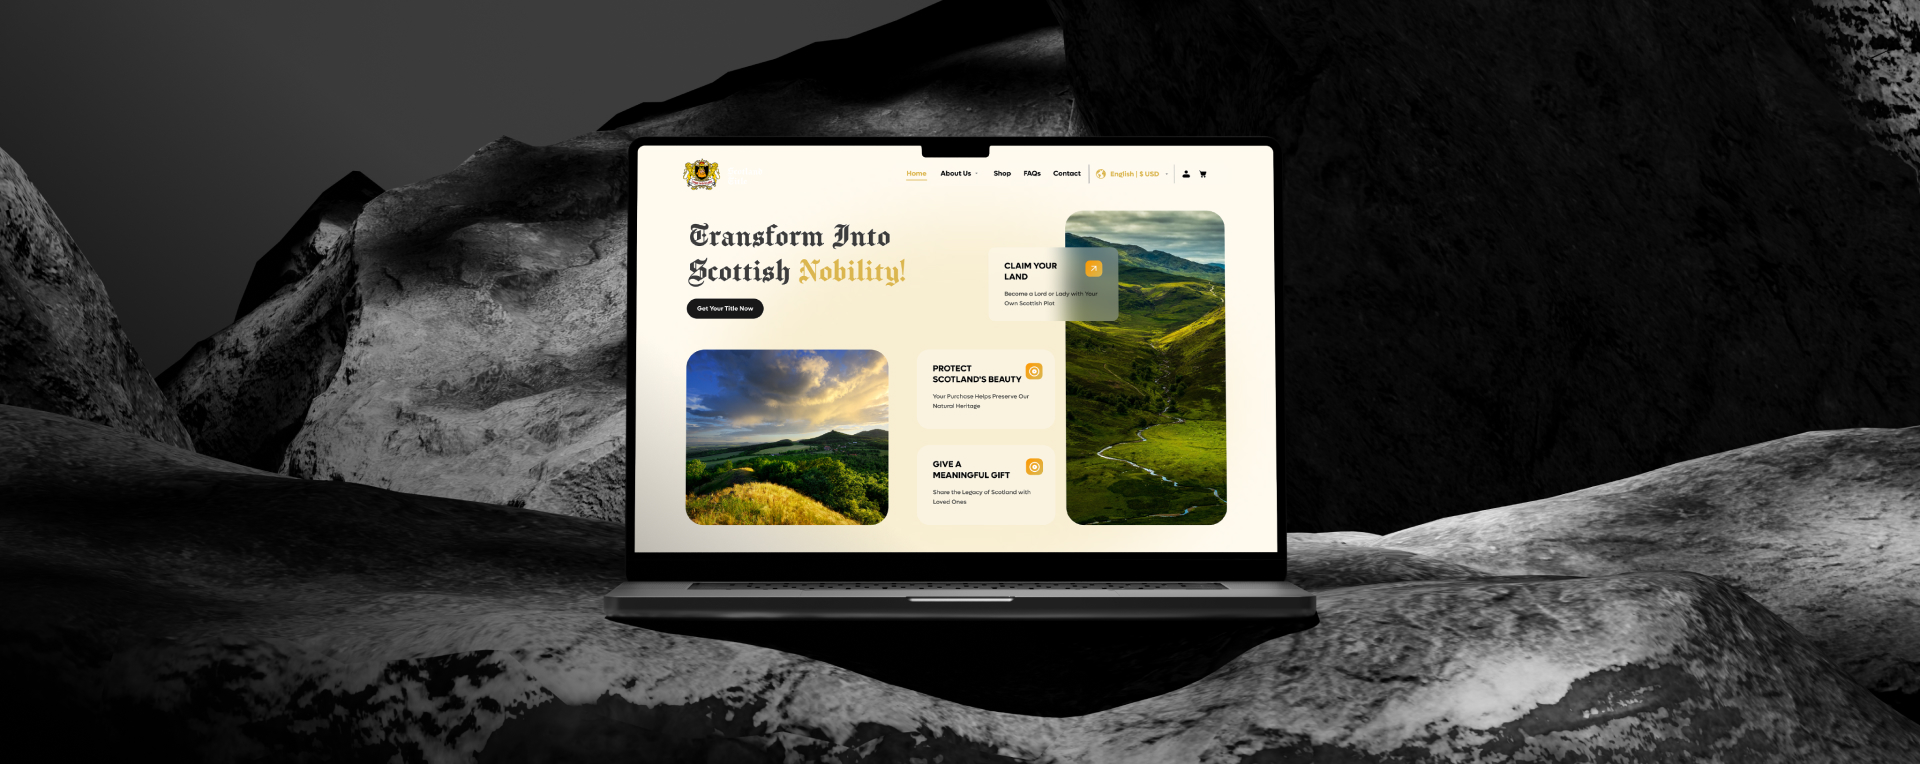 Home
About Us
Shop
FAQs
Contact
English | $ USD
Transform Into
Scottish Nobility!
Get Your Title Now
CLAIM YOUR
LAND
Become a Lord or Lady with Your
Own Scottish Plot
PROTECT
SCOTLAND'S BEAUTY
Your Purchase Helps Preserve Our
Natural Heritage
GIVE A
MEANINGFUL GIFT
Share the Legacy of Scotland with
Loved Ones